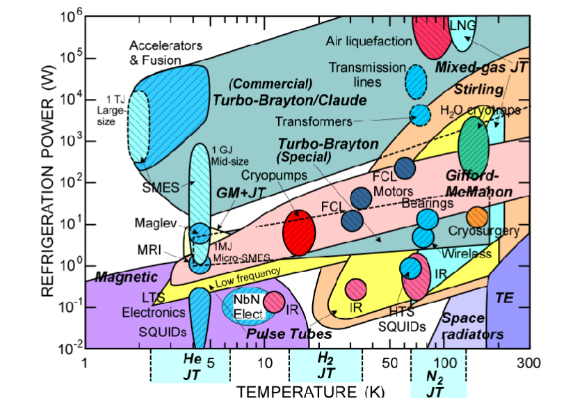 10^6
10^5
10^4
10^3
10^2
10^1
10^0
10^-1
10^-2
REFRIGERATION POWER (W)
Accelerators
& Fusion
Air liquefaction
LNG
Transmission
lines
Mixed-gas JT
Stirling
(Commercial)
Turbo-Brayton/Claude
1 TJ
Large-
size
H2O cryotraps
Transformers
Turbo-Brayton
(Special)
1 GJ
Mid-size
Cryopumps
SMES
GM+JT
FCL
Motors
Gifford-
McMahon
FCL
Bearings
Maglev
Cryosurgery
MRI
1MJ
Micro-SMES
Wireless
Magnetic
Low frequency
IR
LTS
Electronics
NbN
Elect.
IR
IR
HTS
SQUIDs
TE
SQUIDs
Pulse Tubes
Space
radiators
1
5
10
50
100
300
He
JT
H2
JT
N2
JT
TEMPERATURE (K)